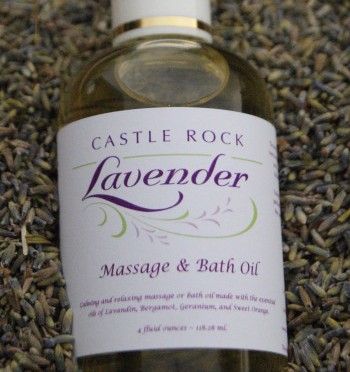 CASTLE ROCK
Lavender
Massage & Bath Oil
Calming and relaxing massage or bath oil made with the essential
oils of Lavandin, Bergamot, Geranium, and Sweet Orange.
4 fluid ounces ~ 118.28 ml.